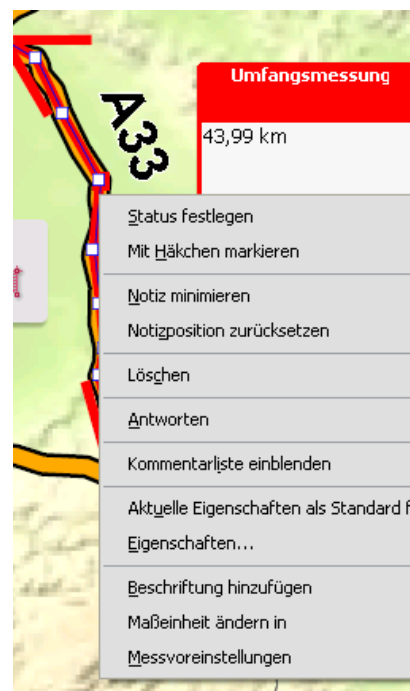 A33
Umfangsmessung
43,99 km
Status festlegen
Mit Häkchen markieren
Notiz minimieren
Notizposition zurücksetzen
Löschen
Antworten
Kommentarliste einblenden
Aktuelle Eigenschaften als Standard f
Eigenschaften...
Beschriftung hinzufügen
Maßeinheit ändern in
Messvoreinstellungen